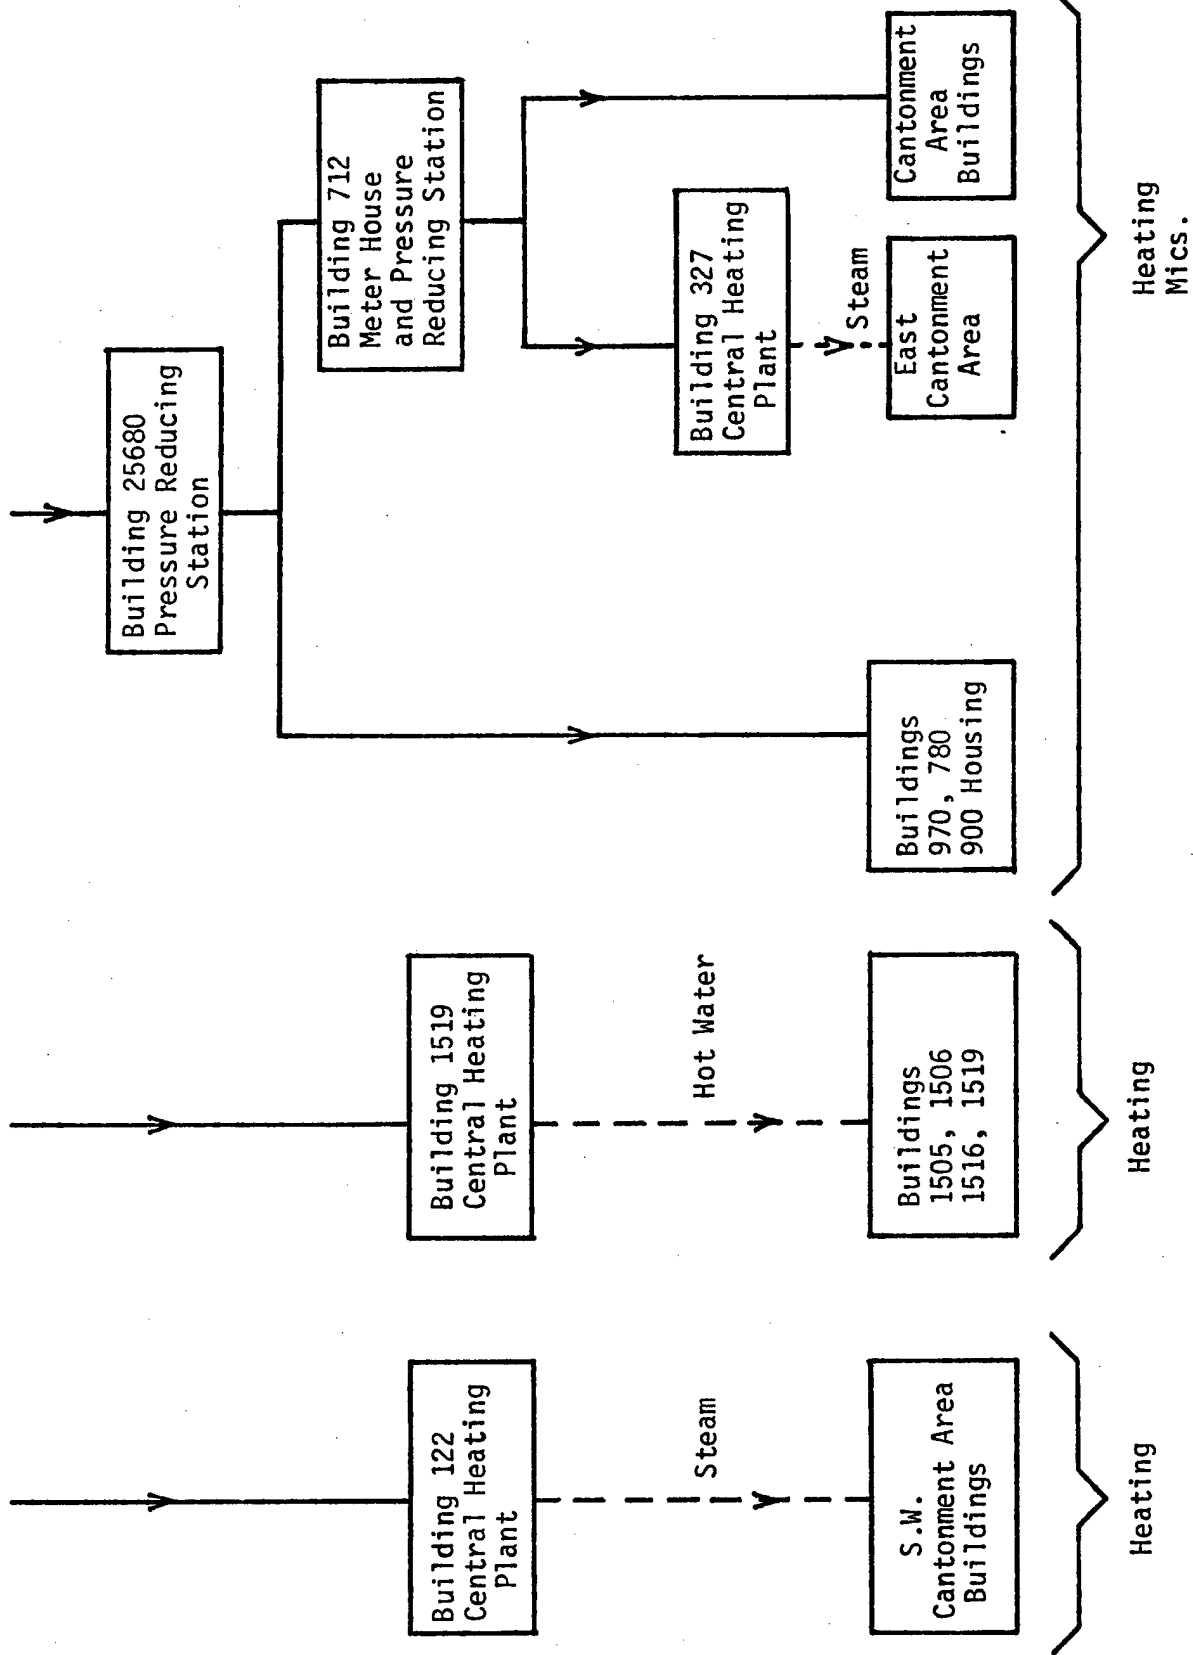 Building 25680
Pressure Reducing
Station
Building 712
Meter House
and Pressure
Reducing Station
Building 327
Central Heating
Plant
Steam
East
Cantonment
Area
Cantonment
Area
Buildings
Buildings
970, 780
900 Housing
Heating
Mics.
Building 1519
Central Heating
Plant
Hot Water
Buildings
1505, 1506
1516, 1519
Heating
Building 122
Central Heating
Plant
Steam
S.W.
Cantonment Area
Buildings
Heating